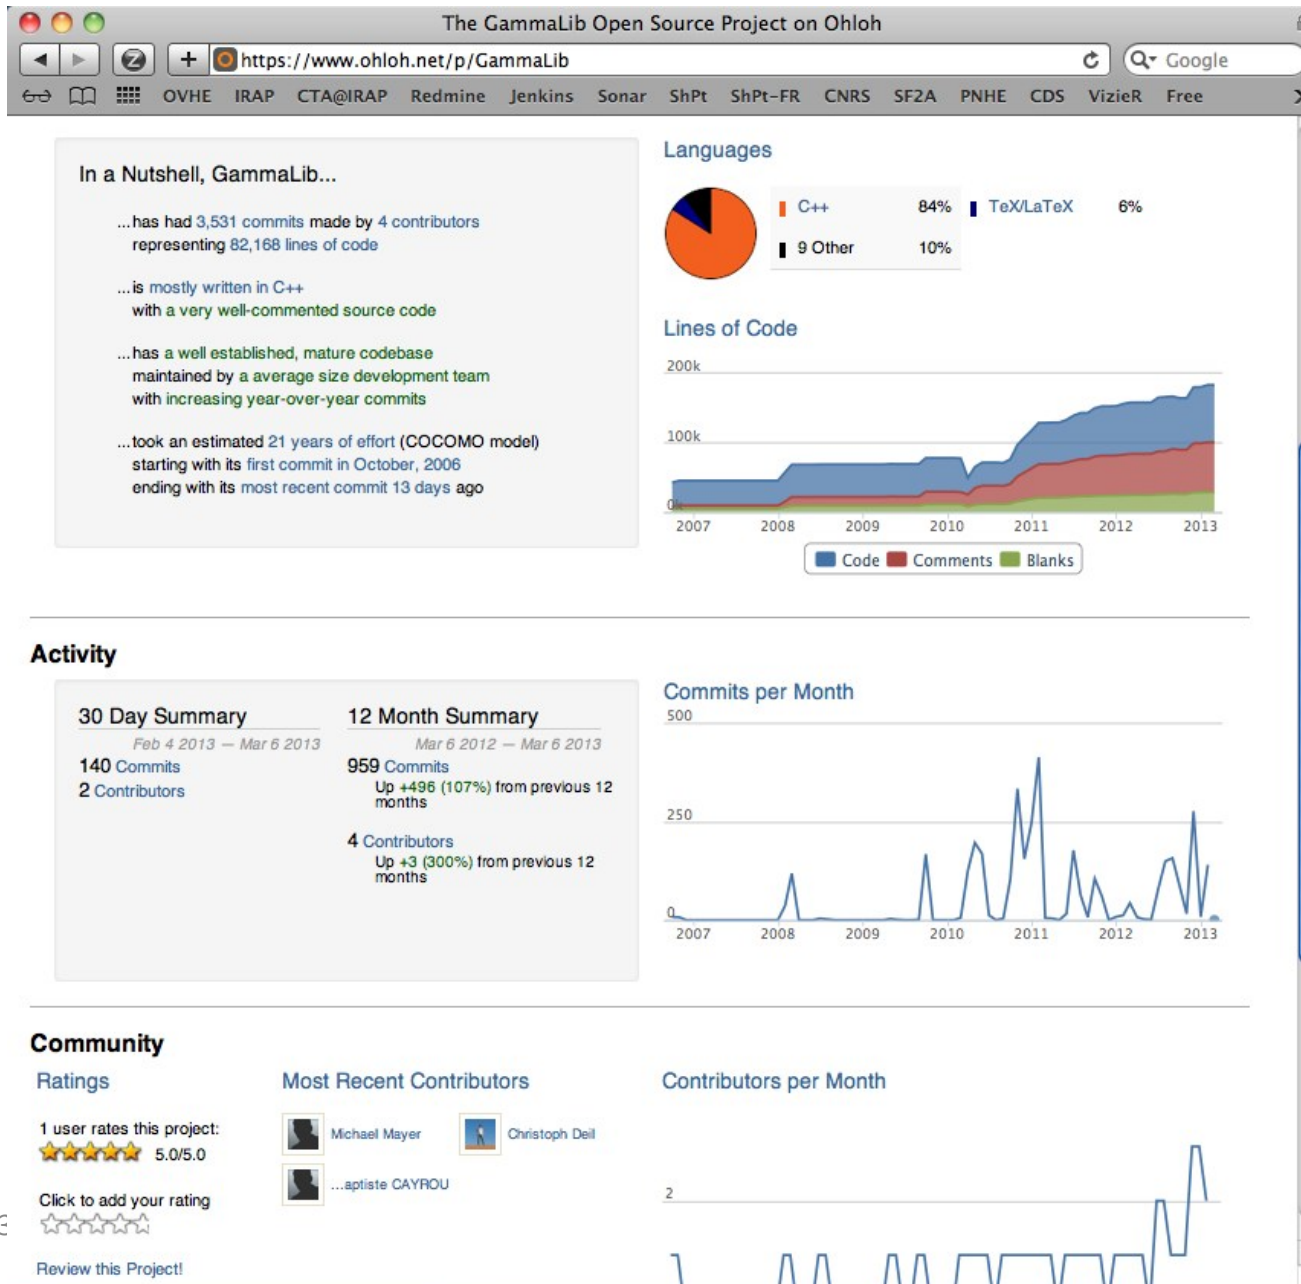 The GammaLib Open Source Project on Ohloh
https://www.ohloh.net/p/GammaLib
Google
OVHE IRAP CTA@IRAP Redmine Jenkins Sonar ShPt ShPt-FR CNRS SF2A PNHE CDS VizieR Free
In a Nutshell, GammaLib...
...has had 3,531 commits made by 4 contributors
representing 82,168 lines of code
...is mostly written in C++
with a very well-commented source code
...has a well established, mature codebase
maintained by a average size development team
with increasing year-over-year commits
...took an estimated 21 years of effort (COCOMO model)
starting with its first commit in October, 2006
ending with its most recent commit 13 days ago
Languages
C++ 84% TeX/LaTeX 6%
9 Other 10%
Lines of Code
200k
100k
0k
2007 2008 2009 2010 2011 2012 2013
Code Comments Blanks
Activity
30 Day Summary
Feb 4 2013 — Mar 6 2013
140 Commits
2 Contributors
12 Month Summary
Mar 6 2012 — Mar 6 2013
959 Commits
Up +496 (107%) from previous 12
months
4 Contributors
Up +3 (300%) from previous 12
months
Commits per Month
500
250
0
2007 2008 2009 2010 2011 2012 2013
Community
Ratings
1 user rates this project:
5.0/5.0
Click to add your rating
Review this Project!
Most Recent Contributors
Michael Mayer Christoph Deil
...aptiste CAYROU
Contributors per Month
2